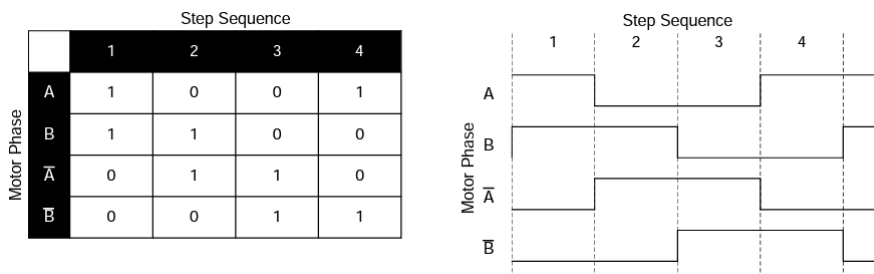 Step Sequence
1 2 3 4
A 1 0 0 1
B 1 1 0 0
A̅ 0 1 1 0
B̅ 0 0 1 1
Motor Phase
Step Sequence
1 2 3 4
A
B
A̅
B̅
Motor Phase